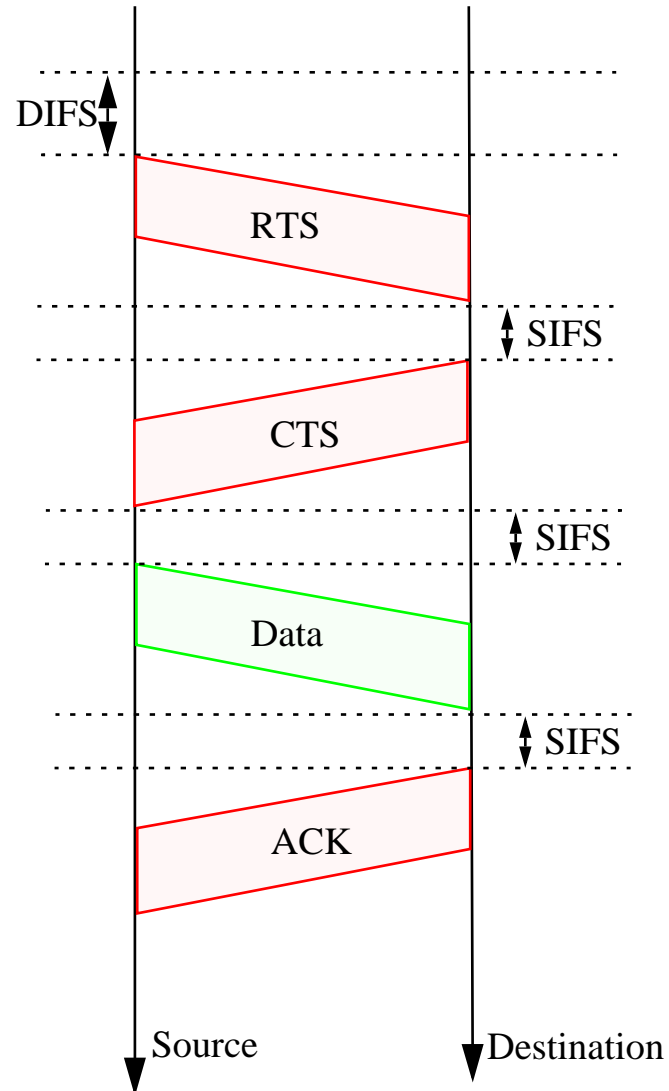 DIFS
RTS
SIFS
CTS
SIFS
Data
SIFS
ACK
Source
Destination